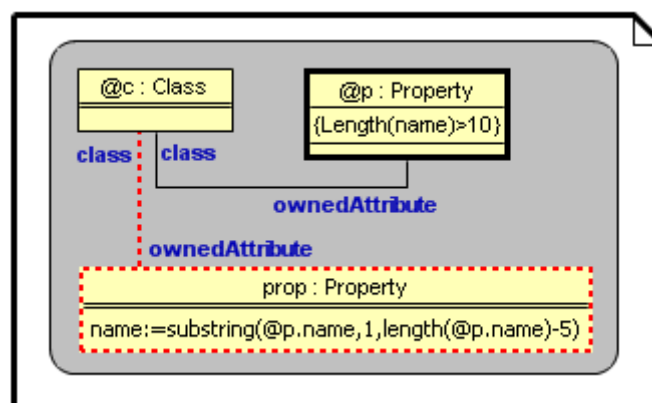 @c : Class
@p : Property
{Length(name)>10}
class
class
ownedAttribute
ownedAttribute
prop : Property
name:=substring(@p.name,1,length(@p.name)-5)